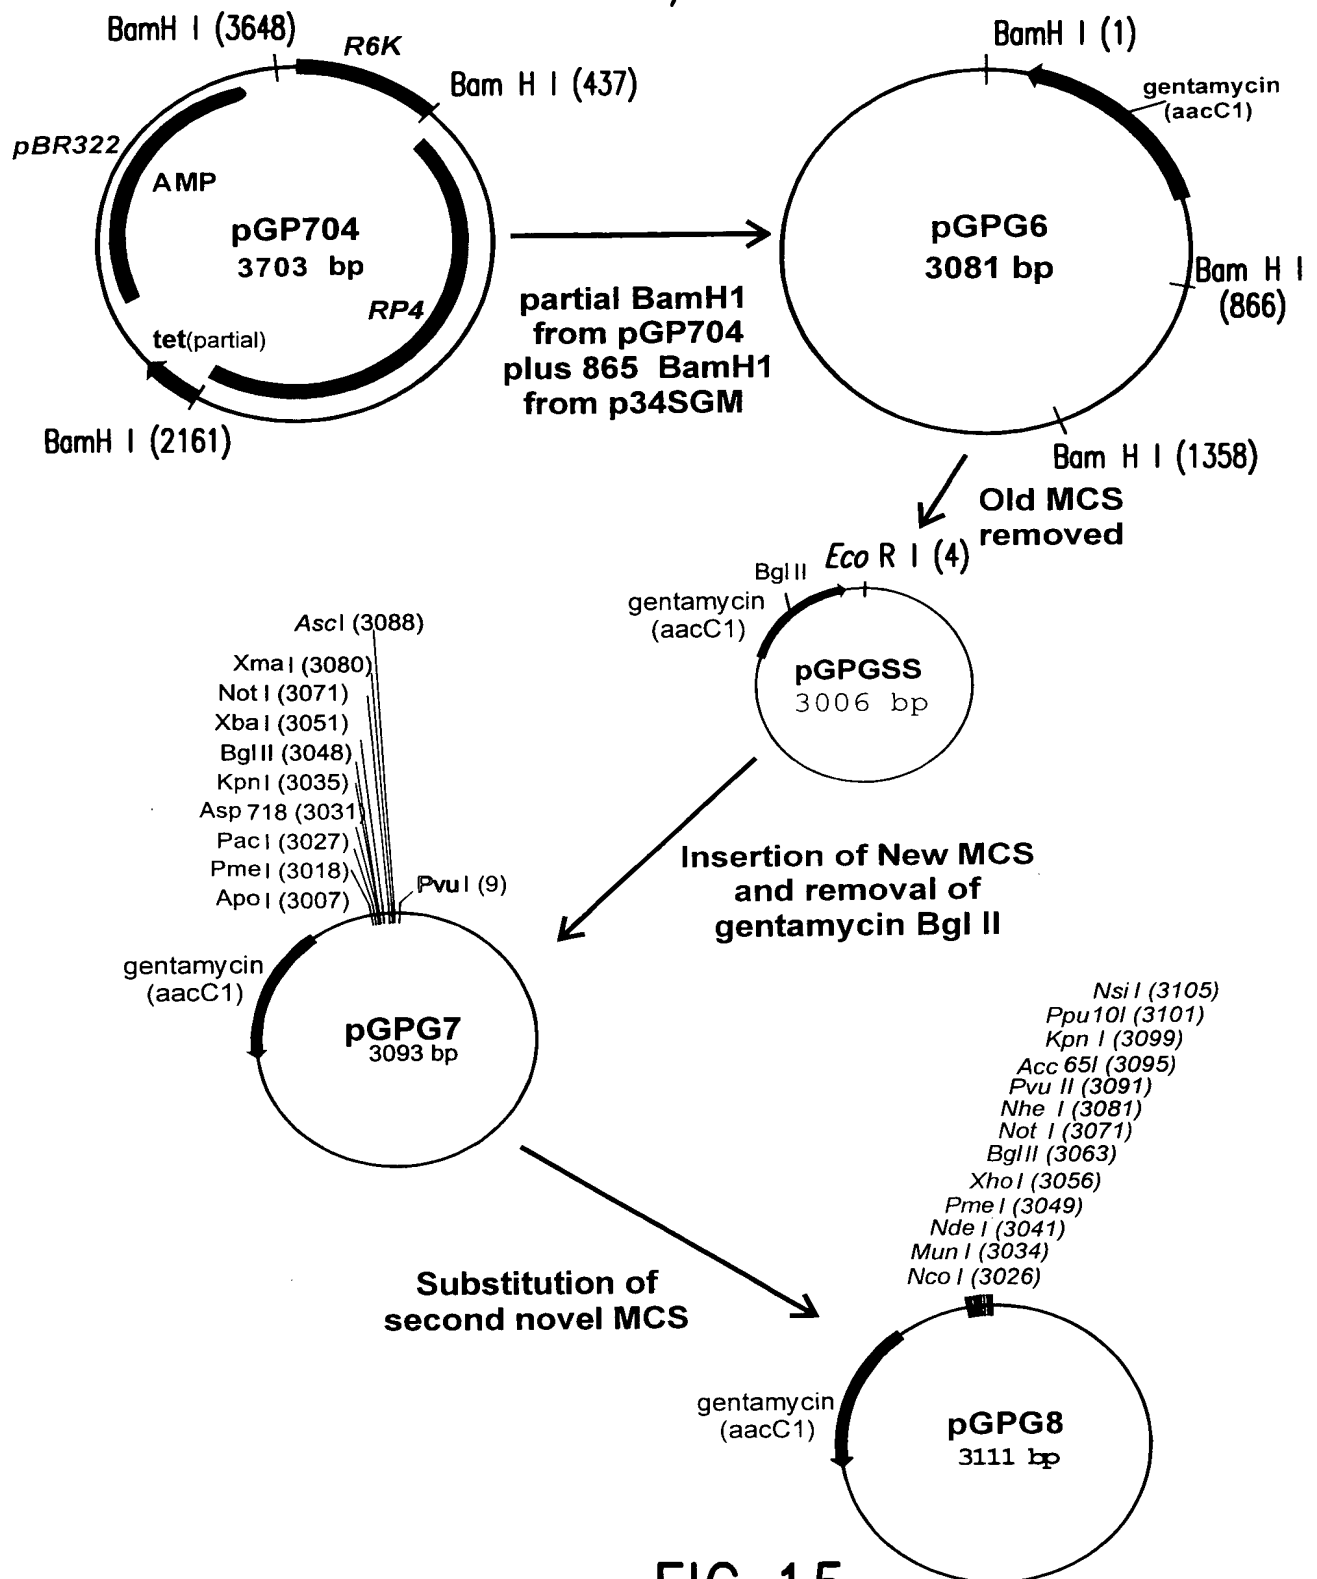 BamH I (3648)
R6K
Bam H I (437)
pBR322
AMP
pGP704
3703 bp
RP4
tet(partial)
BamH I (2161)
partial BamH1
from pGP704
plus 865 BamH1
from p34SGM
BamH I (1)
gentamycin
(aacC1)
pGPG6
3081 bp
Bam H I
(866)
Bam H I (1358)
Old MCS
removed
Eco R I (4)
Bgl II
gentamycin
(aacC1)
pGPGSS
3006 bp
AscI (3088)
Xma I (3080)
Not I (3071)
Xba I (3051)
Bgl II (3048)
Kpn I (3035)
Asp 718 (3031)
Pac I (3027)
Pme I (3018)
Apo I (3007)
Pvu I (9)
Insertion of New MCS
and removal of
gentamycin Bgl II
gentamycin
(aacC1)
pGPG7
3093 bp
Nsi I (3105)
Ppu10I (3101)
Kpn I (3099)
Acc 65I (3095)
Pvu II (3091)
Nhe I (3081)
Not I (3071)
Bgl II (3063)
Xho I (3056)
Pme I (3049)
Nde I (3041)
Mun I (3034)
Nco I (3026)
Substitution of
second novel MCS
gentamycin
(aacC1)
pGPG8
3111 bp
FIG. 15